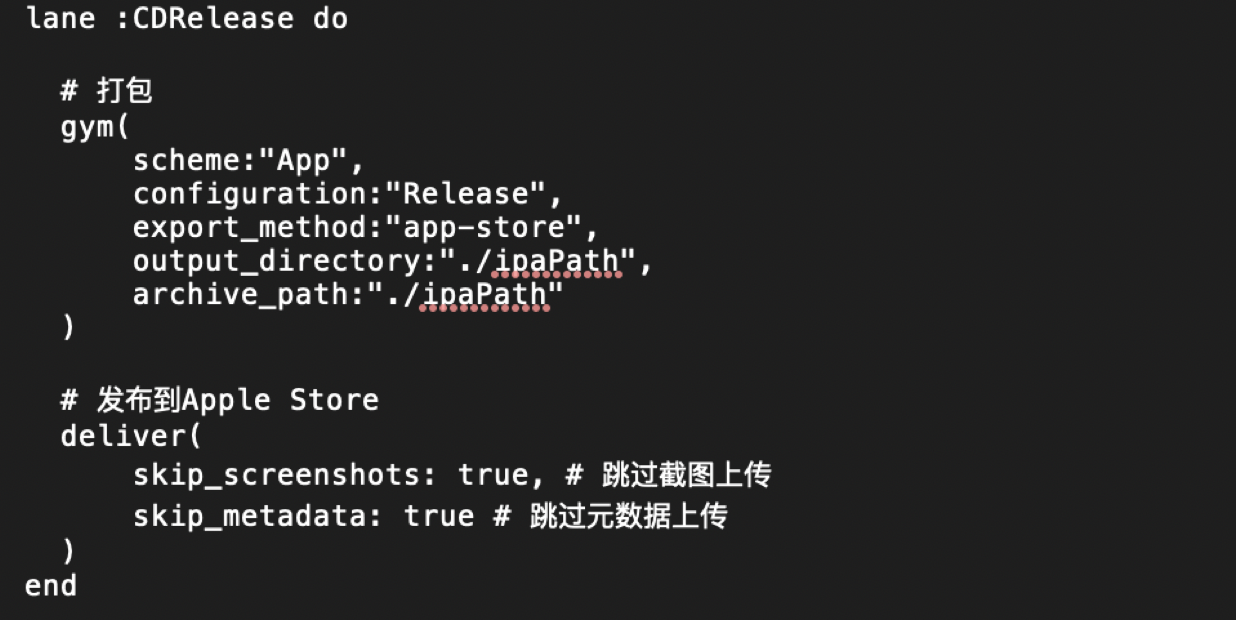 lane :CDRelease do
# 打包
gym(
scheme:"App",
configuration:"Release",
export_method:"app-store",
output_directory:"./ipaPath",
archive_path:"./ipaPath"
)
# 发布到Apple Store
deliver(
skip_screenshots: true, # 跳过截图上传
skip_metadata: true # 跳过元数据上传
)
end